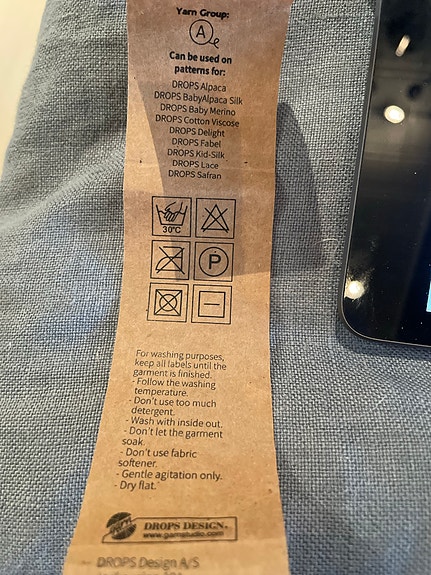 Yarn Group:
A
Can be used on
patterns for:
DROPS Alpaca
DROPS BabyAlpaca Silk
DROPS Baby Merino
DROPS Cotton Viscose
DROPS Delight
DROPS Fabel
DROPS Kid-Silk
DROPS Lace
DROPS Safran
30°C
P
For washing purposes,
keep all labels until the
garment is finished.
- Follow the washing
temperature.
- Don't use too much
detergent.
- Wash with inside out.
- Don't let the garment
soak.
- Don't use fabric
softener.
- Gentle agitation only.
- Dry flat.
DROPS DESIGN®
www.garnstudio.com
DROPS Design A/S